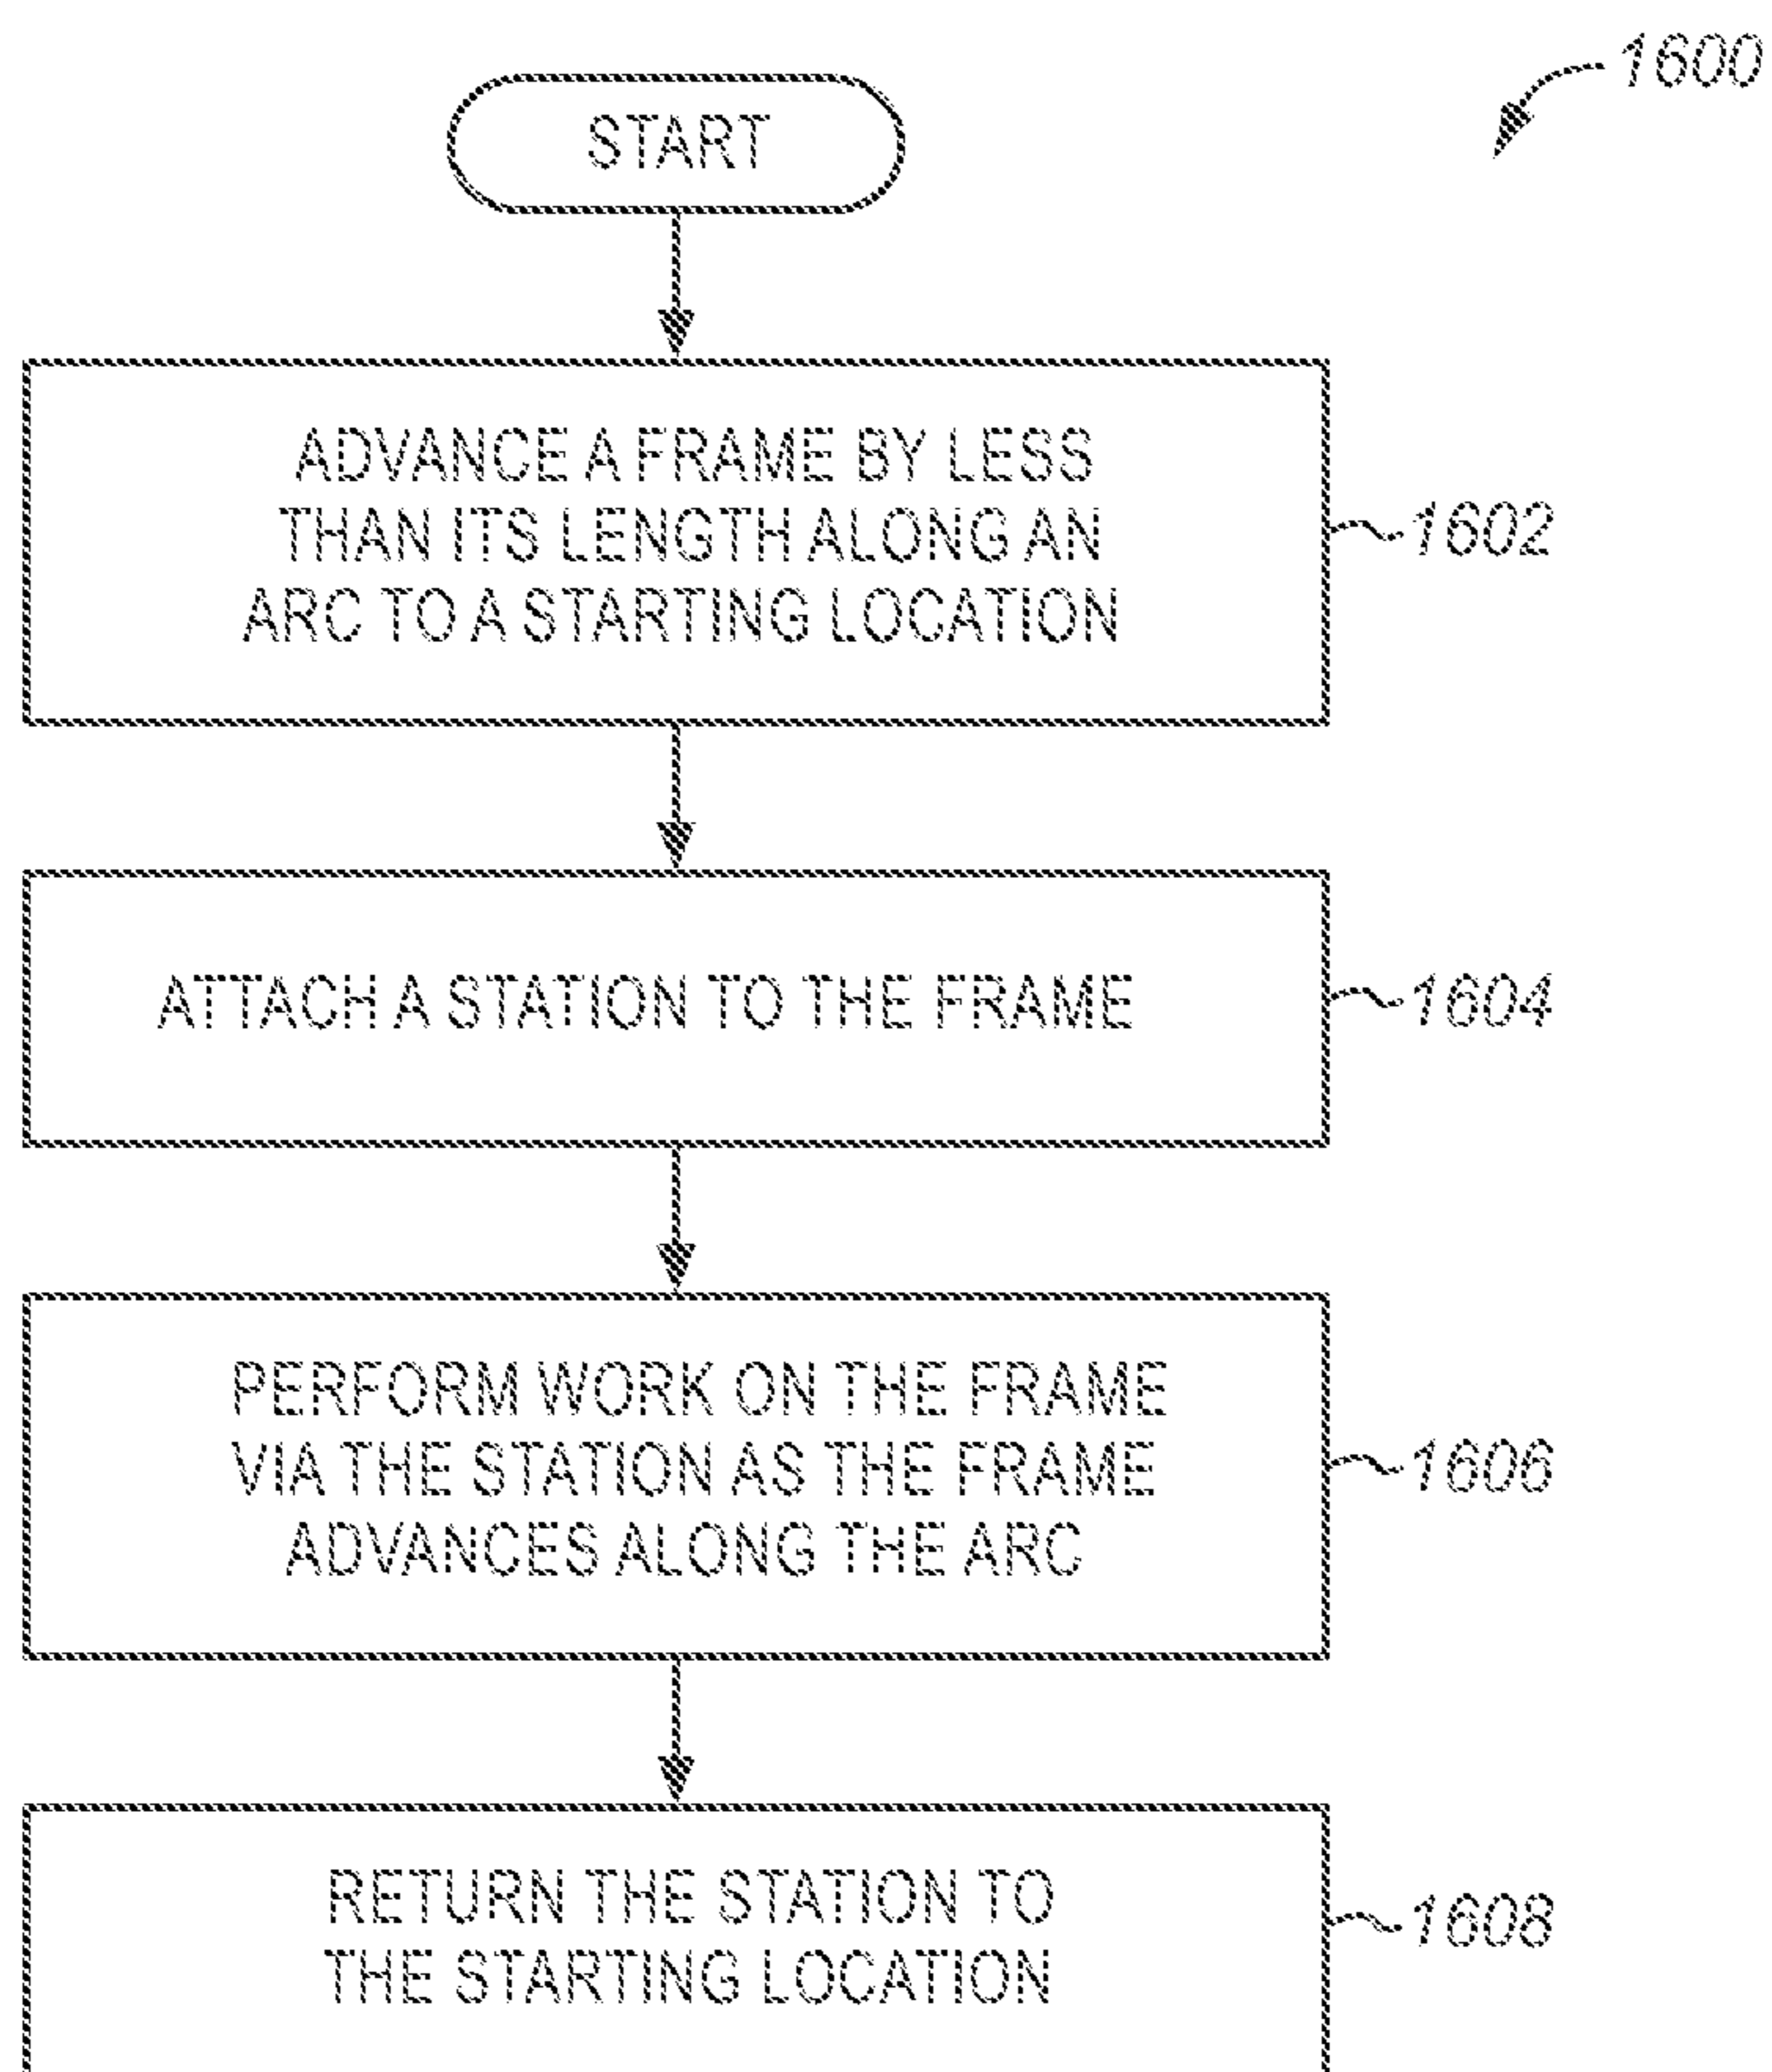 1600
START
ADVANCE A FRAME BY LESS
THAN ITS LENGTH ALONG AN
ARC TO A STARTING LOCATION
1602
ATTACH A STATION TO THE FRAME
1604
PERFORM WORK ON THE FRAME
VIA THE STATION AS THE FRAME
ADVANCES ALONG THE ARC
1606
RETURN THE STATION TO
THE STARTING LOCATION
1608